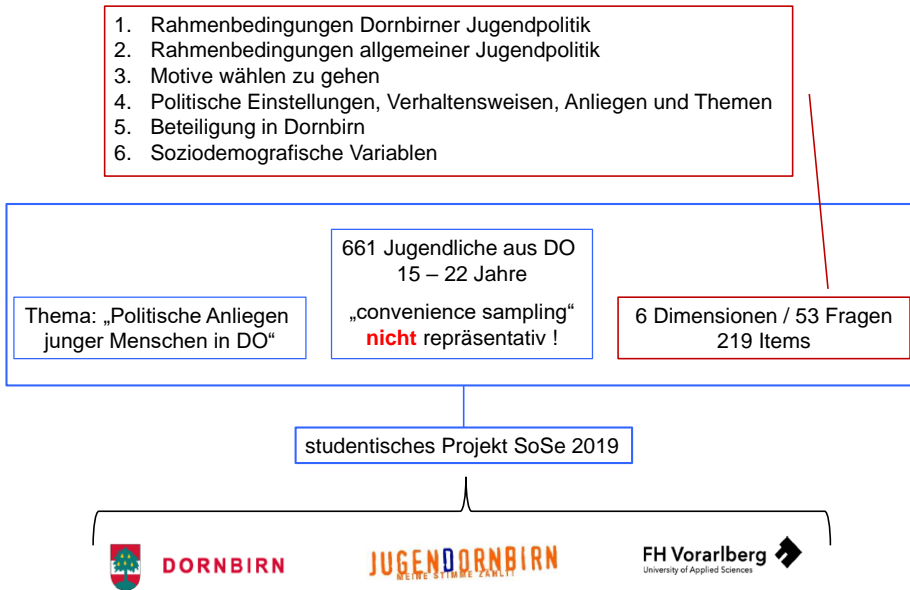 1. Rahmenbedingungen Dornbirner Jugendpolitik
2. Rahmenbedingungen allgemeiner Jugendpolitik
3. Motive wählen zu gehen
4. Politische Einstellungen, Verhaltensweisen, Anliegen und Themen
5. Beteiligung in Dornbirn
6. Soziodemografische Variablen
Thema: „Politische Anliegen
junger Menschen in DO“
661 Jugendliche aus DO
15 – 22 Jahre
„convenience sampling“
nicht repräsentativ !
6 Dimensionen / 53 Fragen
219 Items
studentisches Projekt SoSe 2019
DORNBIRN
JUGENDORNBIRN
MEINE STIMME ZÄHLT!
FH Vorarlberg
University of Applied Sciences